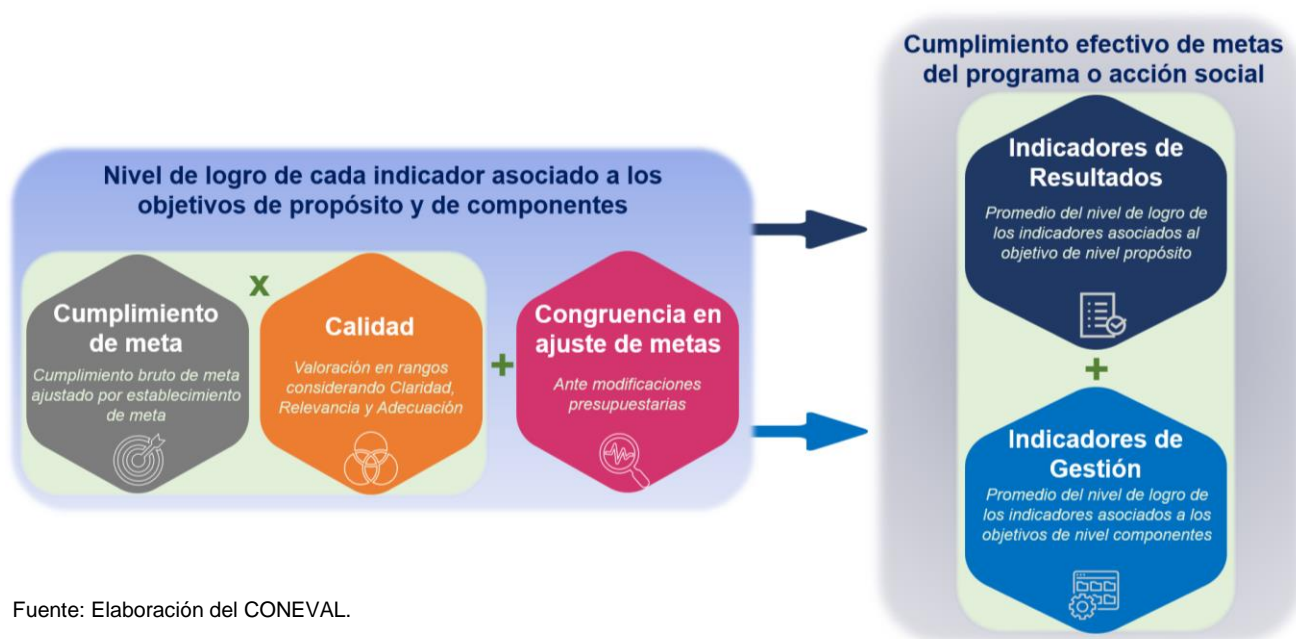 Nivel de logro de cada indicador asociado a los
objetivos de propósito y de componentes
Cumplimiento
de meta
Cumplimiento bruto de meta
ajustado por establecimiento
de meta
x
Calidad
Valoración en rangos
considerando Claridad,
Relevancia y Adecuación
+
Congruencia en
ajuste de metas
Ante modificaciones
presupuestarias
Cumplimiento efectivo de metas
del programa o acción social
Indicadores de
Resultados
Promedio del nivel de logro de
los indicadores asociados al
objetivo de nivel propósito
+
Indicadores de
Gestión
Promedio del nivel de logro de
los indicadores asociados a los
objetivos de nivel componentes
Fuente: Elaboración del CONEVAL.